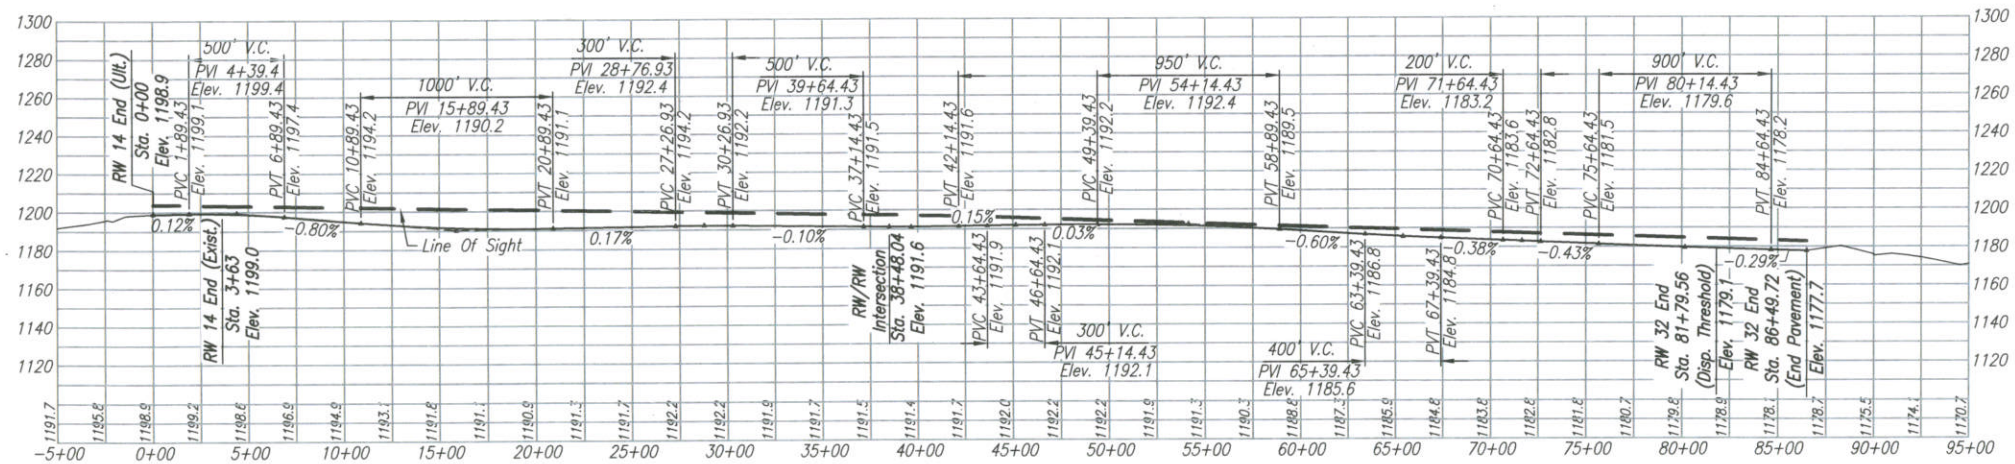 1300
1280
1260
1240
1220
1200
1180
1160
1140
1120
1300
1280
1260
1240
1220
1200
1180
1160
1140
1120
RW 14 End (Ult.)
Sta. 0+00
Elev. 1198.9
500' V.C.
PVI 4+39.4
Elev. 1199.4
PVC 1+89.43
Elev. 1199.1
PVT 6+89.43
Elev. 1197.4
1000' V.C.
PVI 15+89.43
Elev. 1190.2
PVC 10+89.43
Elev. 1194.2
PVT 20+89.43
Elev. 1191.1
300' V.C.
PVI 28+76.93
Elev. 1192.4
PVC 27+26.93
Elev. 1194.2
PVT 30+26.93
Elev. 1192.2
500' V.C.
PVI 39+64.43
Elev. 1191.3
PVC 37+14.43
Elev. 1191.5
PVT 42+14.43
Elev. 1191.6
950' V.C.
PVI 54+14.43
Elev. 1192.4
PVC 49+39.43
Elev. 1192.2
PVT 58+89.43
Elev. 1189.5
200' V.C.
PVI 71+64.43
Elev. 1183.2
PVC 70+64.43
Elev. 1183.6
PVT 72+64.43
Elev. 1182.8
900' V.C.
PVI 80+14.43
Elev. 1179.6
PVC 75+64.43
Elev. 1181.5
PVT 84+64.43
Elev. 1178.2
0.12%
-0.80%
Line Of Sight
0.17%
-0.10%
0.15%
0.03%
-0.60%
-0.38%
-0.43%
-0.29%
RW 14 End (Exist.)
Sta. 3+63
Elev. 1199.0
RW/RW
Intersection
Sta. 38+48.04
Elev. 1191.6
PVC 43+64.43
Elev. 1191.9
PVT 46+64.43
Elev. 1192.1
300' V.C.
PVI 45+14.43
Elev. 1192.1
400' V.C.
PVI 65+39.43
Elev. 1185.6
PVC 63+39.43
Elev. 1186.8
PVT 67+39.43
Elev. 1184.8
RW 32 End
Sta. 81+79.56
(Disp. Threshold)
Elev. 1179.1
RW 32 End
Sta. 86+49.72
(End Pavement)
Elev. 1177.7
1191.7 1195.8 1198.9 1199.2 1198.6 1196.9 1194.9 1191.8 1190.9 1191.3 1191.7 1192.2 1192.2 1191.9 1191.7 1191.5 1191.4 1191.7 1192.0 1192.2 1192.2 1191.9 1191.3 1190.3 1188.8 1187.3 1185.9 1184.8 1183.8 1182.8 1181.8 1180.7 1179.8 1178.9 1178.7 1175.5 1170.7
-5+00 0+00 5+00 10+00 15+00 20+00 25+00 30+00 35+00 40+00 45+00 50+00 55+00 60+00 65+00 70+00 75+00 80+00 85+00 90+00 95+00